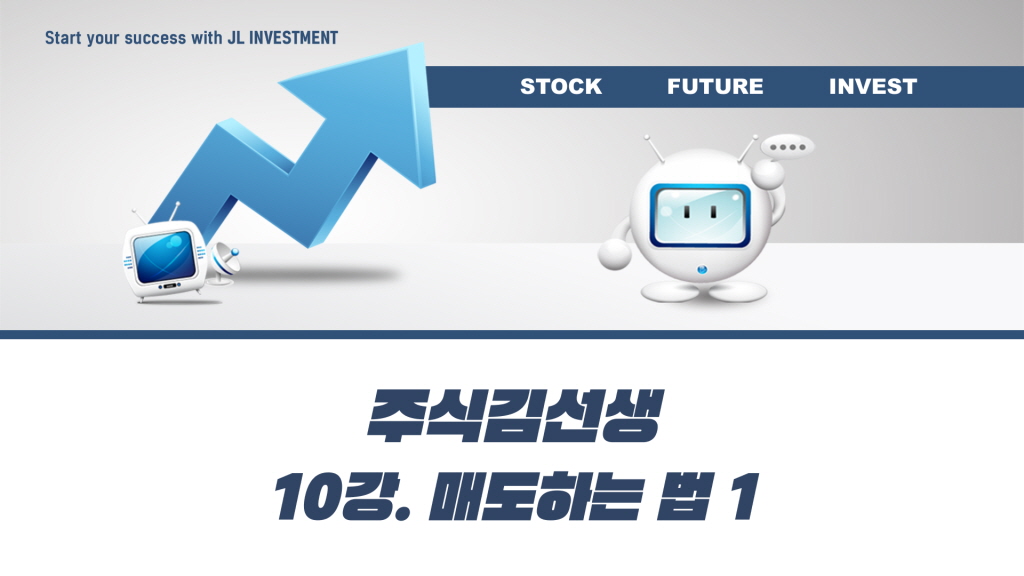 Start your success with JL INVESTMENT
STOCK FUTURE INVEST
주식김선생
10강. 매도하는 법 1